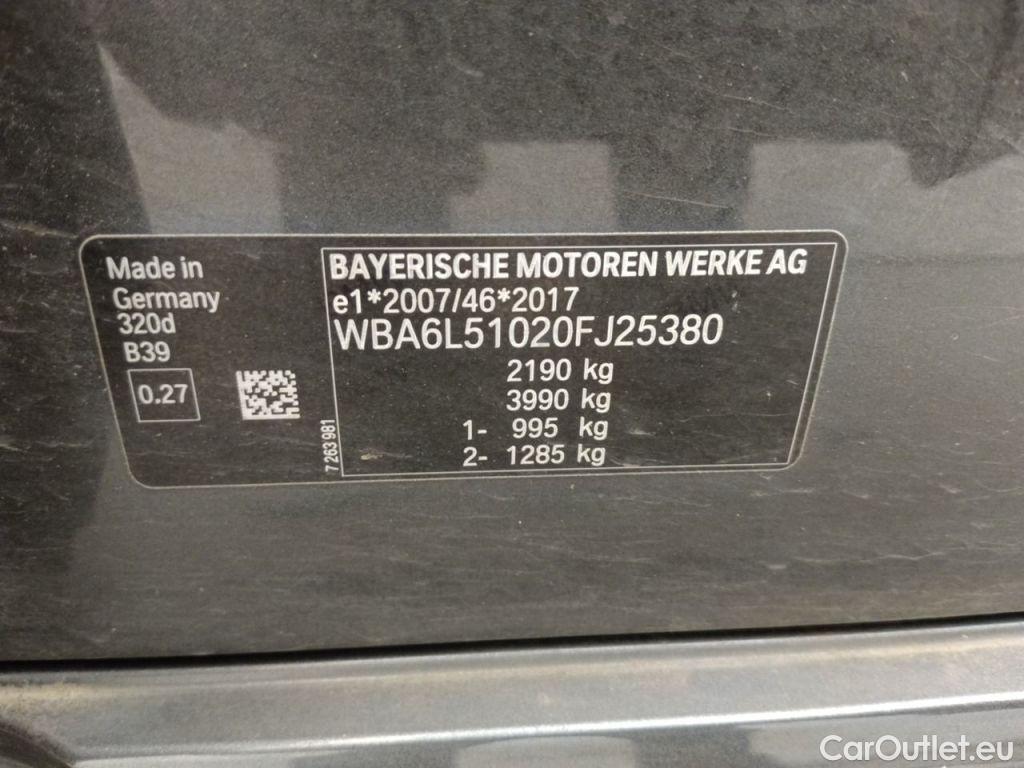 Made in
Germany
320d
B39
0.27
7 263 981
BAYERISCHE MOTOREN WERKE AG
e1*2007/46*2017
WBA6L51020FJ25380
2190 kg
3990 kg
1- 995 kg
2- 1285 kg
CarOutlet.eu